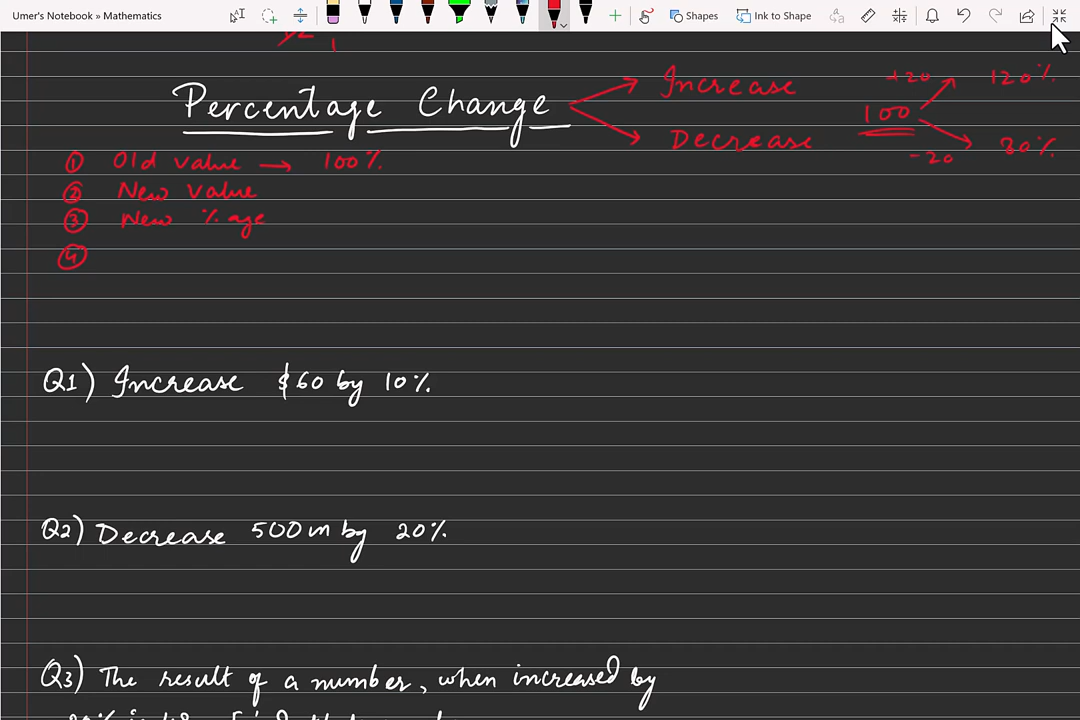 Umer's Notebook » Mathematics
Shapes
Ink to Shape
1
Percentage Change
Increase
Decrease
+20
120%
100
-20
80%
① Old value → 100%
② New value
③ New %age
④
Q1) Increase $60 by 10%.
Q2) Decrease 500m by 20%.
Q3) The result of a number, when increased by